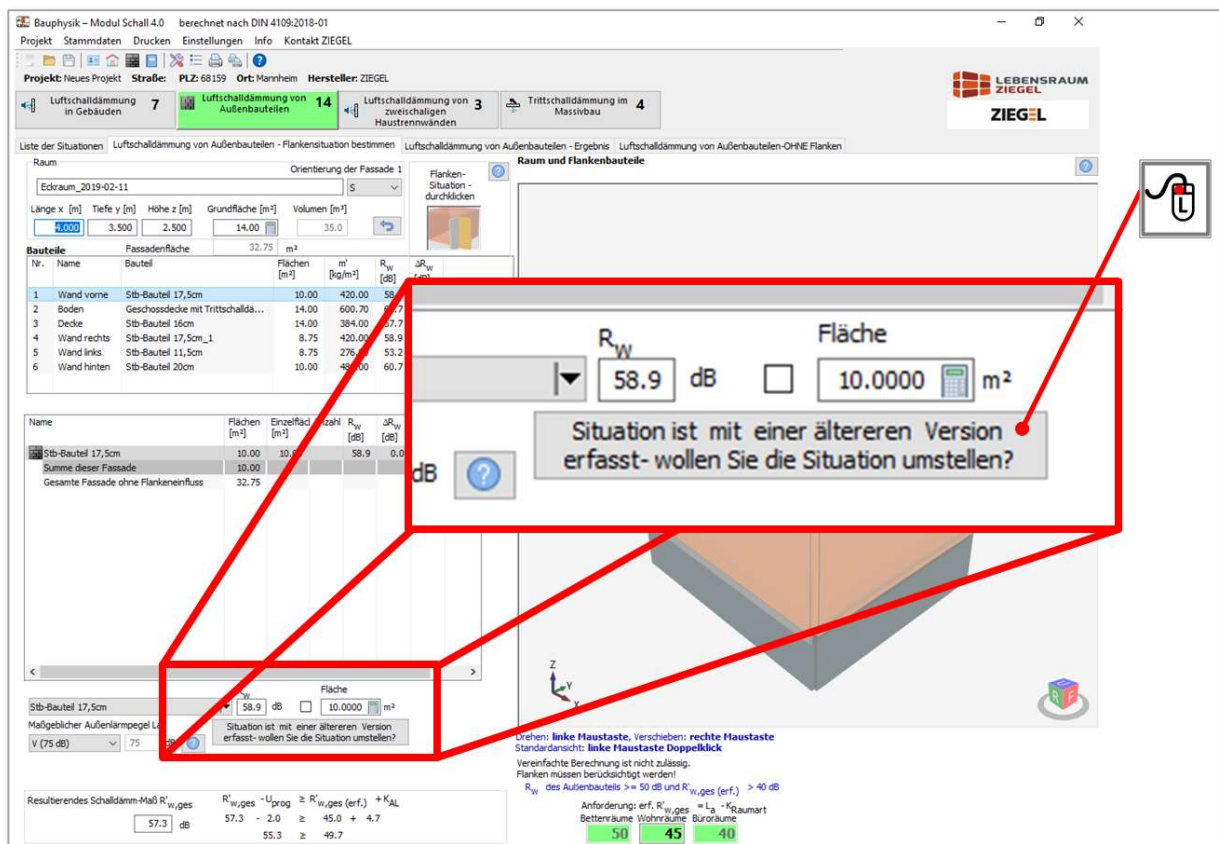 Bauphysik – Modul Schall 4.0 berechnet nach DIN 4109:2018-01
Projekt Stammdaten Drucken Einstellungen Info Kontakt ZIEGEL
Projekt: Neues Projekt Straße: PLZ: 68159 Ort: Mannheim Hersteller: ZIEGEL
LEBENSRAUM
ZIEGEL
ZIEGEL
Luftschalldämmung in Gebäuden 7
Luftschalldämmung von Außenbauteilen 14
Luftschalldämmung von zweischaligen Haustrennwänden 3
Trittschalldämmung im Massivbau 4
Liste der Situationen Luftschalldämmung von Außenbauteilen - Flankensituation bestimmen Luftschalldämmung von Außenbauteilen - Ergebnis Luftschalldämmung von Außenbauteilen-OHNE Flanken
Raum
Orientierung der Fassade 1
Eckraum_2019-02-11 S
Flanken-
Situation -
durchklicken
Raum und Flankenbauteile
Länge x [m] Tiefe y [m] Höhe z [m] Grundfläche [m²] Volumen [m³]
4.000 3.500 2.500 14.00 35.0
Bauteile Fassadenfläche 32.75 m²
Nr. Name Bauteil Flächen [m²] m' [kg/m²] RW [dB] ΔRW
1 Wand vorne Stb-Bauteil 17,5cm 10.00 420.00
2 Boden Geschossdecke mit Trittschalldä... 14.00 600.70
3 Decke Stb-Bauteil 16cm 14.00 384.00
4 Wand rechts Stb-Bauteil 17,5cm_1 8.75 420.00 58.9
5 Wand links Stb-Bauteil 11,5cm 8.75 53.2
6 Wand hinten Stb-Bauteil 20cm 10.00 60.7
RW
Fläche
58.9 dB 10.0000 m²
Situation ist mit einer ältereren Version
erfasst- wollen Sie die Situation umstellen?
dB
L
Name Flächen [m²] RW [dB] ΔRW [dB]
Stb-Bauteil 17,5cm 10.00 58.9 0.0
Summe dieser Fassade 10.00
Gesamte Fassade ohne Flankeneinfluss 32.75
Z
Y
X
R F
Fläche
Stb-Bauteil 17,5cm 58.9 dB 10.0000 m²
Maßgeblicher Außenlärmpegel
Situation ist mit einer ältereren Version
erfasst- wollen Sie die Situation umstellen?
V (75 dB) 75
Drehen: linke Maustaste, Verschieben: rechte Maustaste
Standardansicht: linke Maustaste Doppelklick
Vereinfachte Berechnung ist nicht zulässig.
Flanken müssen berücksichtigt werden!
RW des Außenbauteils >= 50 dB und R'w,ges (erf.) > 40 dB
Resultierendes Schalldämm-Maß R'w,ges
57.3 dB
R'w,ges - Uprog ≥ R'w,ges (erf.) + KAL
57.3 - 2.0 ≥ 45.0 + 4.7
55.3 ≥ 49.7
Anforderung: erf. R'w,ges = La - KRaumart
Bettenräume Wohnräume Büroräume
50 45 40